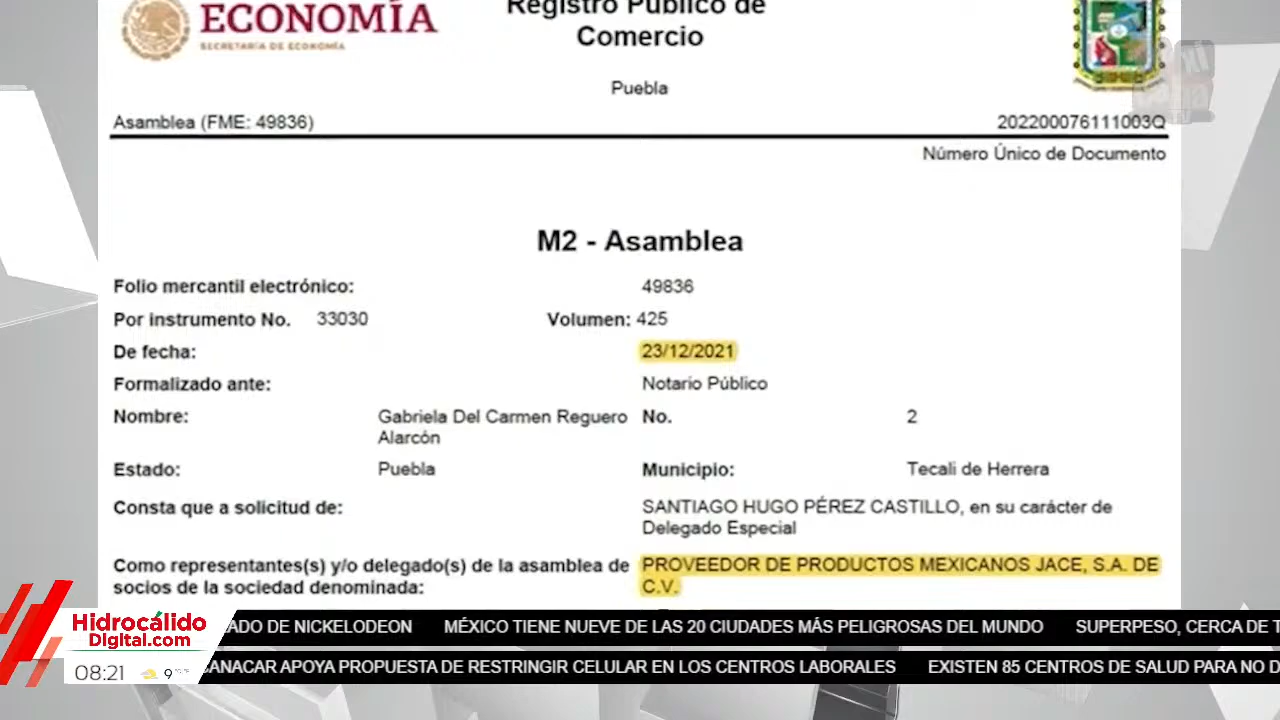 ECONOMÍA
SECRETARÍA DE ECONOMÍA
Registro Público de
Comercio
Puebla
Asamblea (FME: 49836)
202200076111003Q
Número Único de Documento
M2 - Asamblea
Folio mercantil electrónico: 49836
Por instrumento No. 33030 Volumen: 425
De fecha: 23/12/2021
Formalizado ante: Notario Público
Nombre: Gabriela Del Carmen Reguero No. 2
Alarcón
Estado: Puebla Municipio: Tecali de Herrera
Consta que a solicitud de: SANTIAGO HUGO PÉREZ CASTILLO, en su carácter de
Delegado Especial
Como representantes(s) y/o delegado(s) de la asamblea de PROVEEDOR DE PRODUCTOS MEXICANOS JACE, S.A. DE
socios de la sociedad denominada: C.V.
Hidrocálido
Digital.com
ADO DE NICKELODEON MÉXICO TIENE NUEVE DE LAS 20 CIUDADES MÁS PELIGROSAS DEL MUNDO SUPERPESO, CERCA DE T
08:21 9
CANACAR APOYA PROPUESTA DE RESTRINGIR CELULAR EN LOS CENTROS LABORALES EXISTEN 85 CENTROS DE SALUD PARA NO D